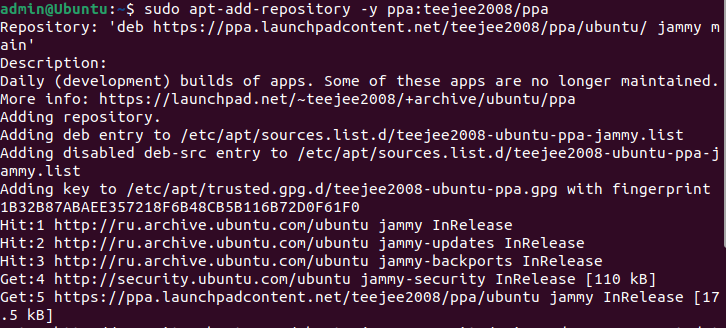 admin@Ubuntu:~$ sudo apt-add-repository -y ppa:teejee2008/ppa
Repository: 'deb https://ppa.launchpadcontent.net/teejee2008/ppa/ubuntu/ jammy m
ain'
Description:
Daily (development) builds of apps. Some of these apps are no longer maintained.
More info: https://launchpad.net/~teejee2008/+archive/ubuntu/ppa
Adding repository.
Adding deb entry to /etc/apt/sources.list.d/teejee2008-ubuntu-ppa-jammy.list
Adding disabled deb-src entry to /etc/apt/sources.list.d/teejee2008-ubuntu-ppa-j
ammy.list
Adding key to /etc/apt/trusted.gpg.d/teejee2008-ubuntu-ppa.gpg with fingerprint
1B32B87ABAEE357218F6B48CB5B116B72D0F61F0
Hit:1 http://ru.archive.ubuntu.com/ubuntu jammy InRelease
Hit:2 http://ru.archive.ubuntu.com/ubuntu jammy-updates InRelease
Hit:3 http://ru.archive.ubuntu.com/ubuntu jammy-backports InRelease
Get:4 http://security.ubuntu.com/ubuntu jammy-security InRelease [110 kB]
Get:5 https://ppa.launchpadcontent.net/teejee2008/ppa/ubuntu jammy InRelease [17
.5 kB]